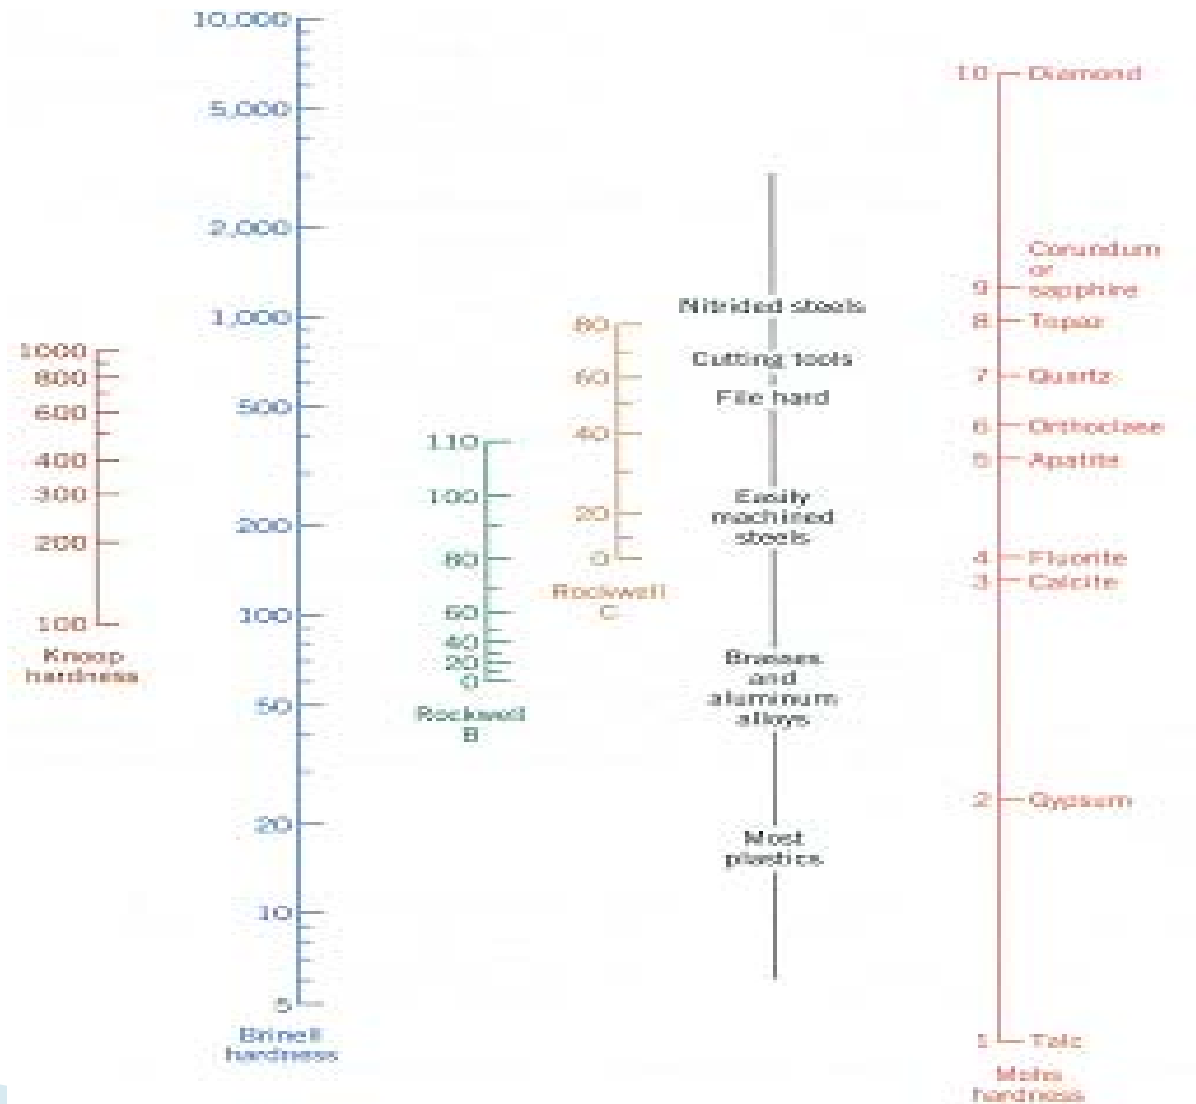 10,000
5,000
2,000
1,000
500
200
100
50
20
10
5
Brinell
hardness
1000
800
600
400
300
200
100
Knoop
hardness
110
100
80
60
40
20
0
Rockwell
B
80
60
40
20
0
Rockwell
C
Nitrided steels
Cutting tools
File hard
Easily
machined
steels
Brasses
and
aluminum
alloys
Most
plastics
10 Diamond
Corundum
or
9 sapphire
8 Topaz
7 Quartz
6 Orthoclase
5 Apatite
4 Fluorite
3 Calcite
2 Gypsum
1 Talc
Mohs
hardness